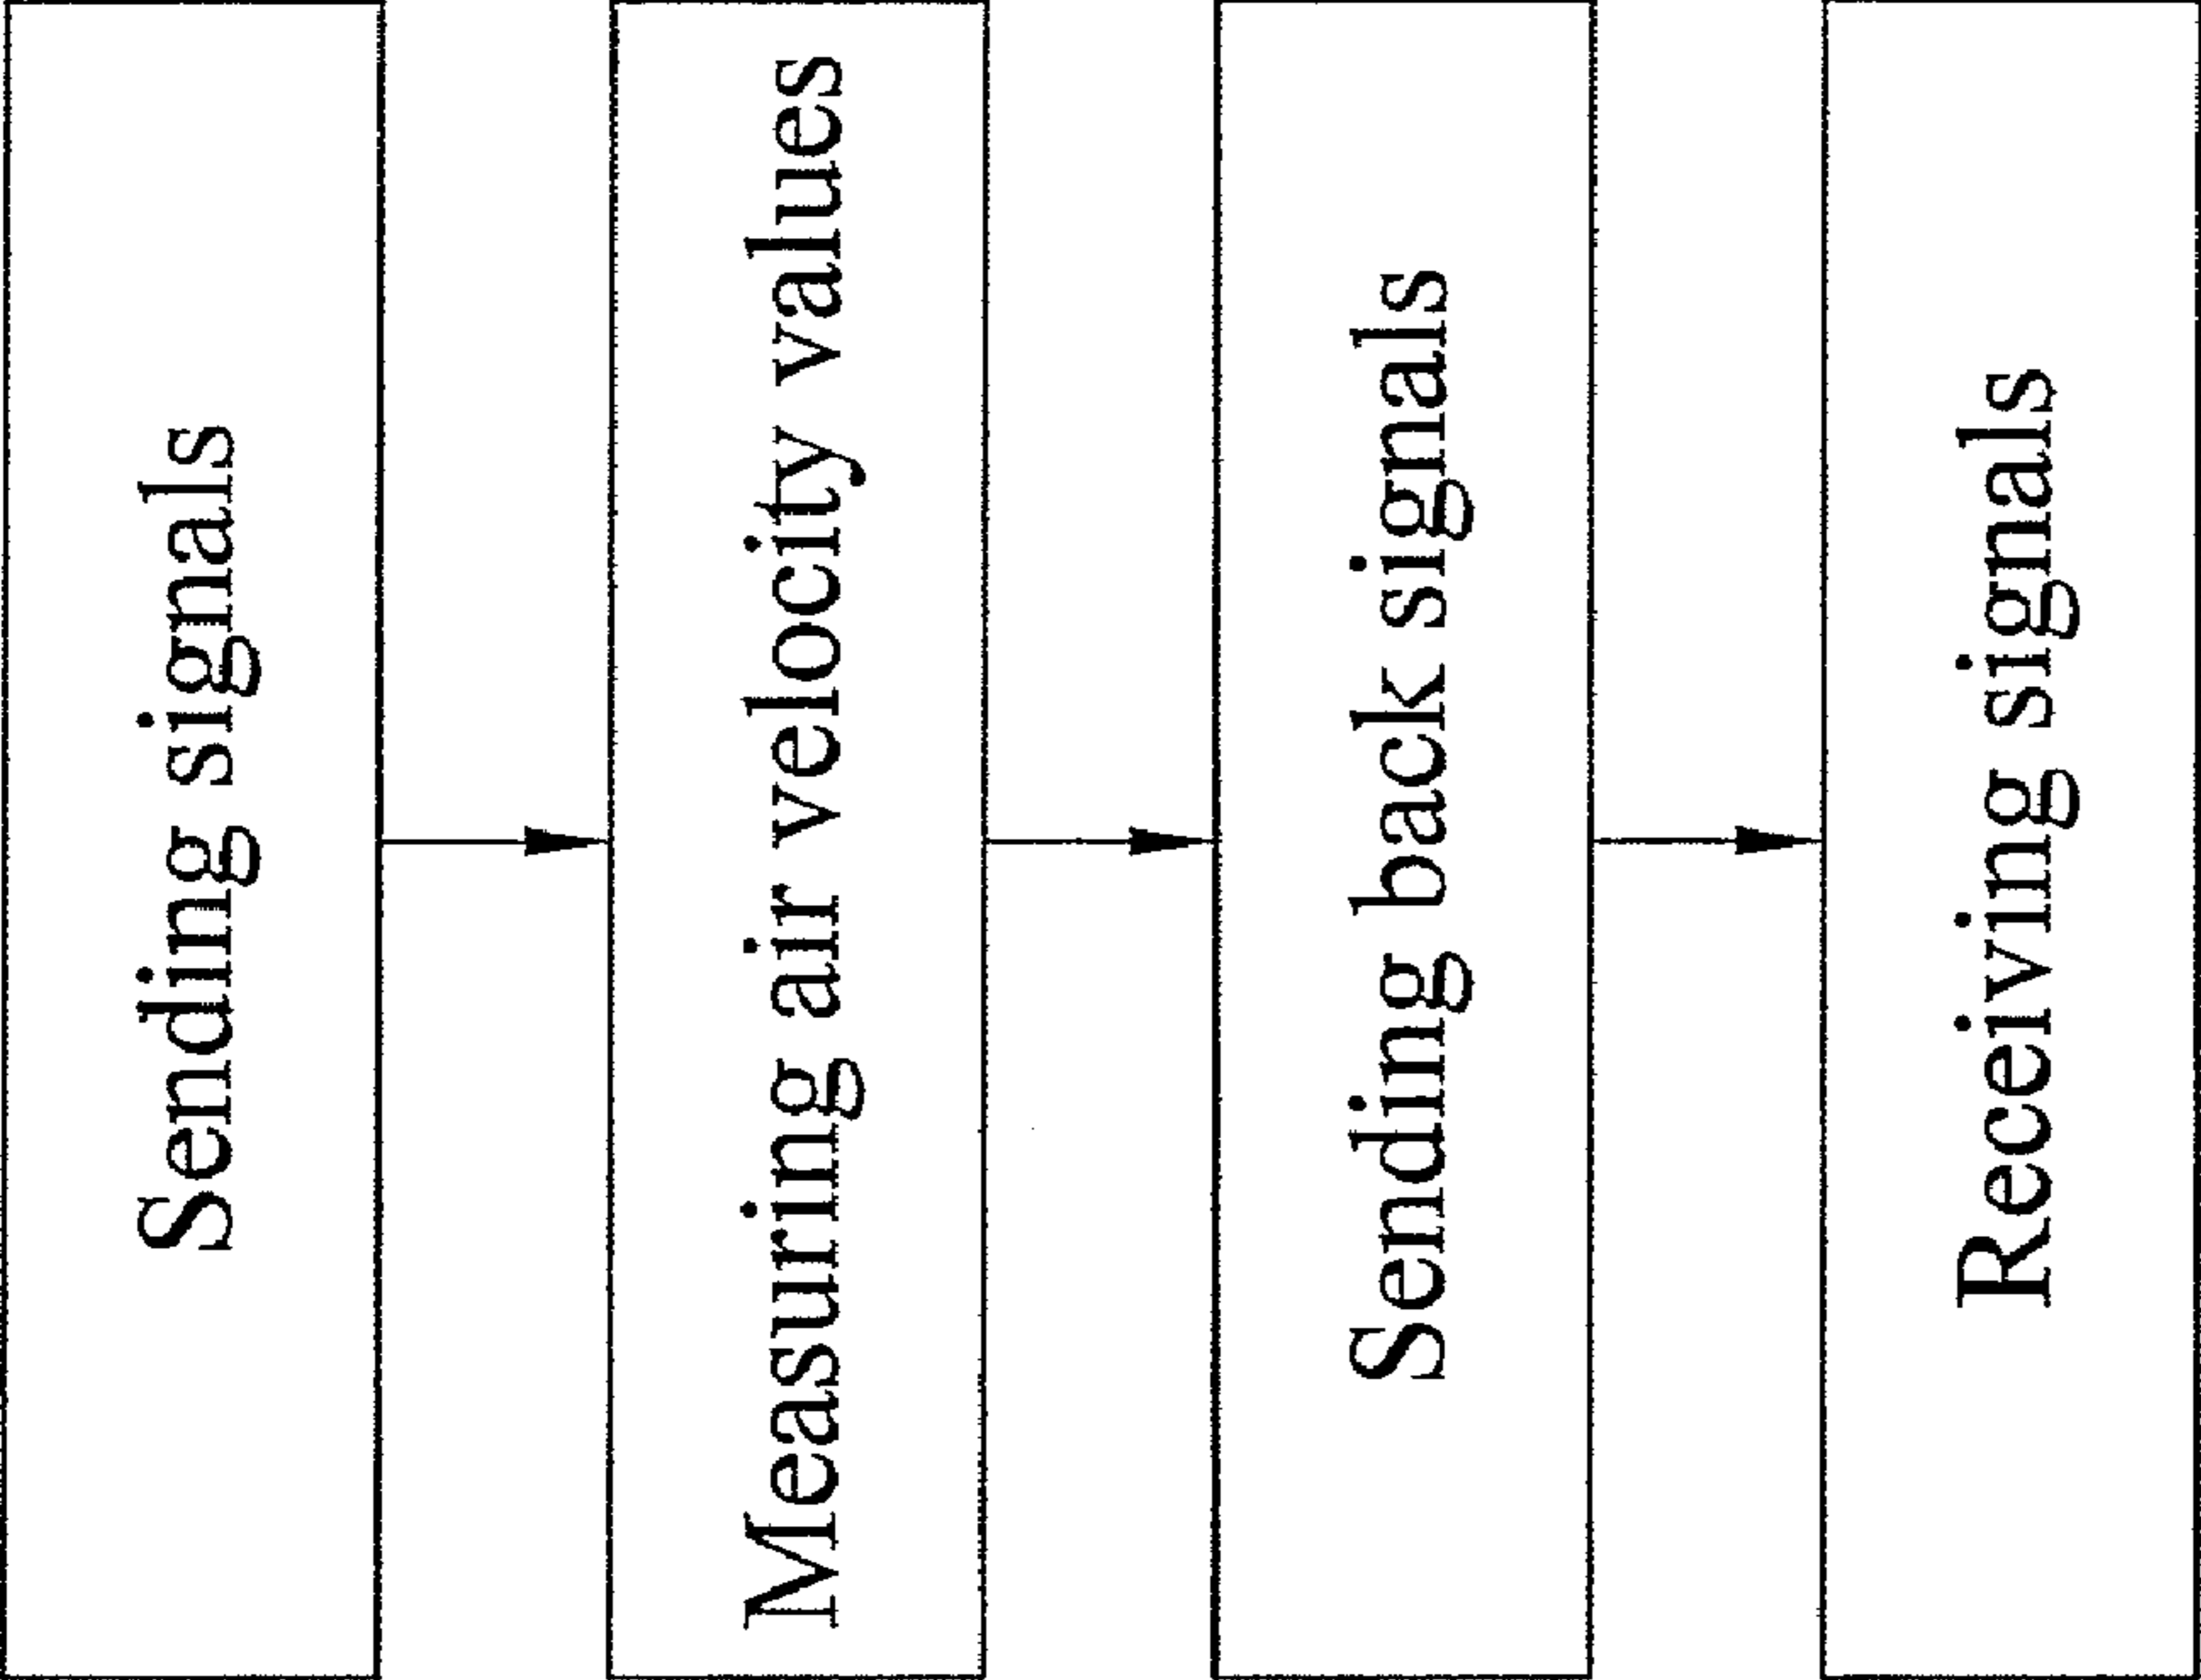 Sending signals
Measuring air velocity values
Sending back signals
Receiving signals